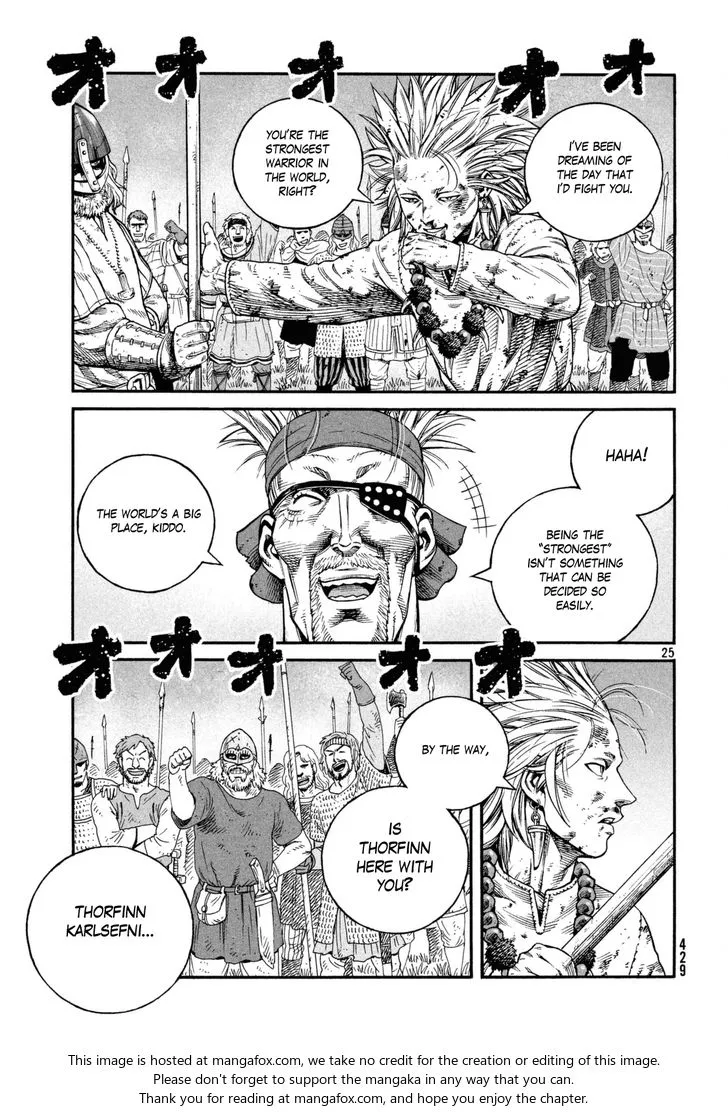 オオオオオ
I'VE BEEN
DREAMING OF
THE DAY THAT
I'D FIGHT YOU.
YOU'RE THE
STRONGEST
WARRIOR IN
THE WORLD,
RIGHT?
HAHA!
BEING THE
"STRONGEST"
ISN'T SOMETHING
THAT CAN BE
DECIDED SO
EASILY.
THE WORLD'S A BIG
PLACE, KIDDO.
25
オオオオオ
BY THE WAY,
IS
THORFINN
HERE WITH
YOU?
THORFINN
KARLSEFNI...
429
This image is hosted at mangafox.com, we take no credit for the creation or editing of this image.
Please don't forget to support the mangaka in any way that you can.
Thank you for reading at mangafox.com, and hope you enjoy the chapter.